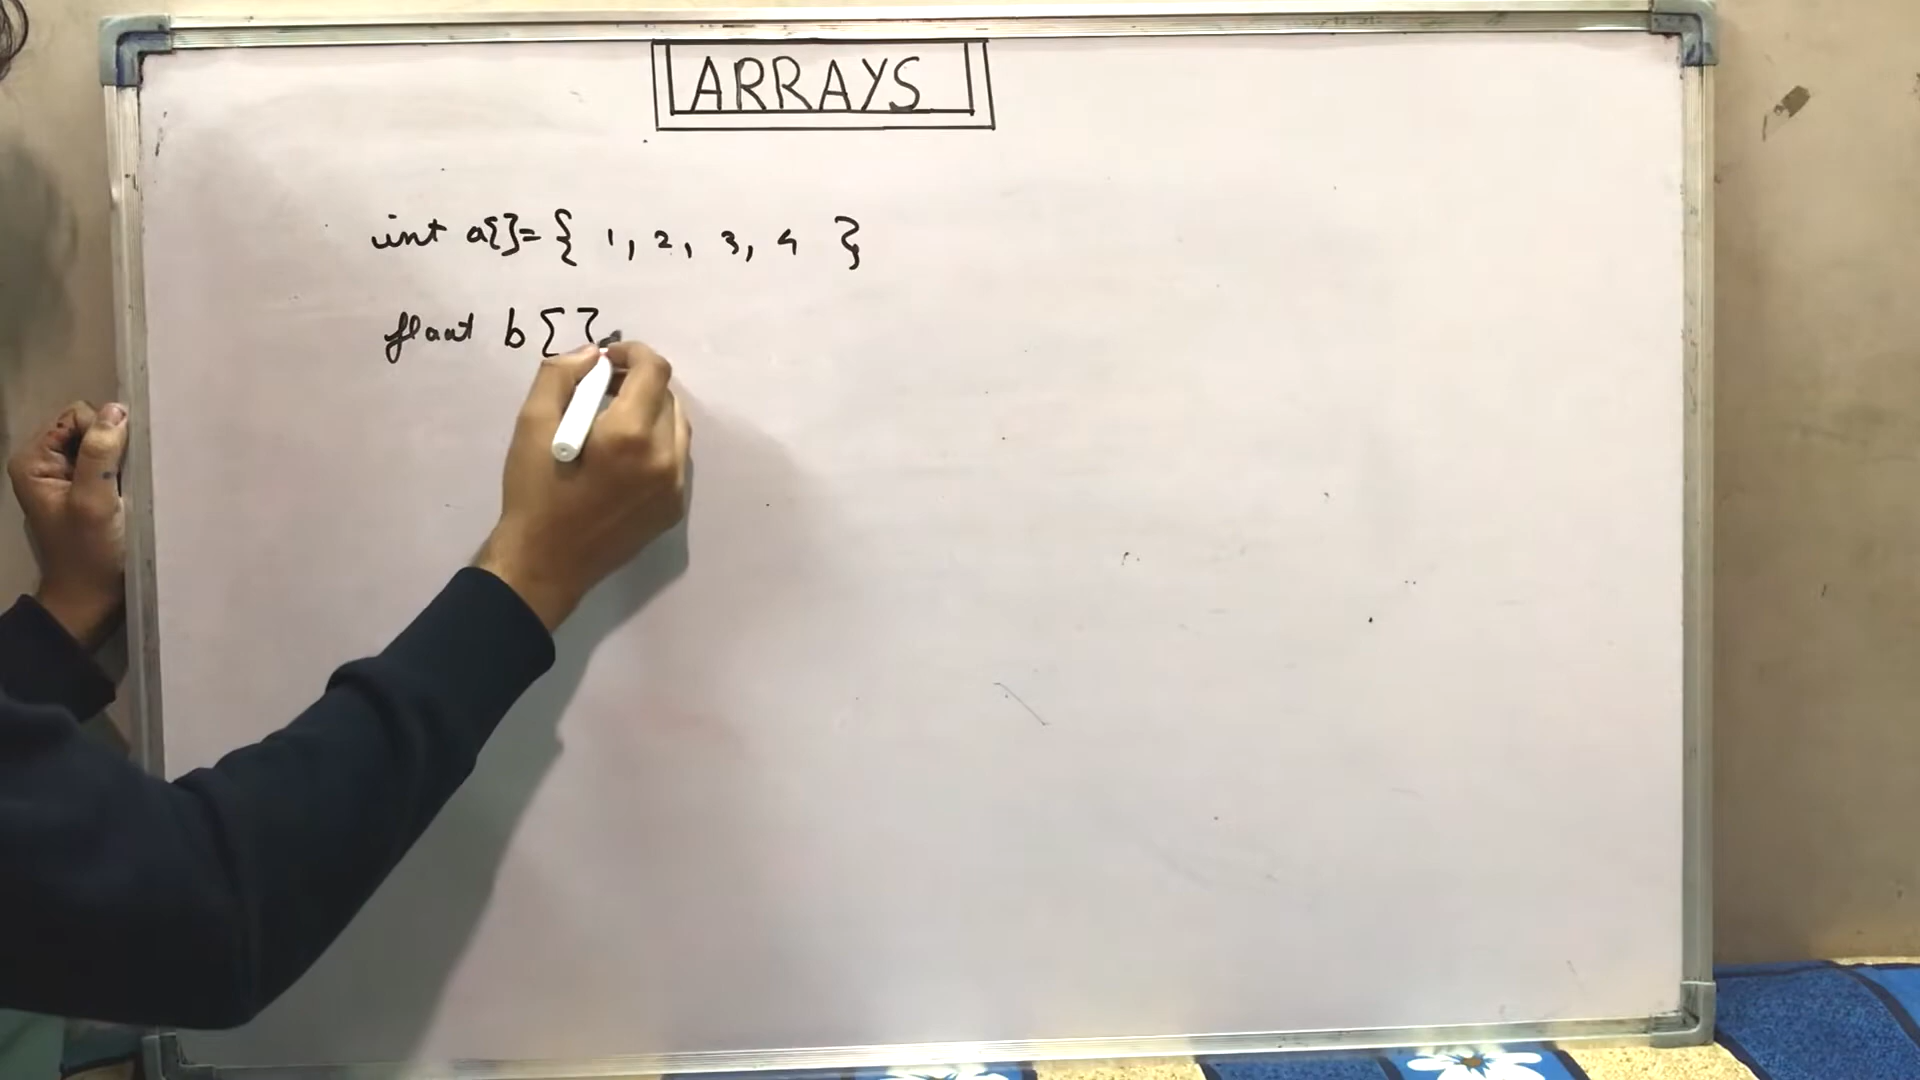 ARRAYS
int a[]= { 1, 2, 3, 4 }
float b []